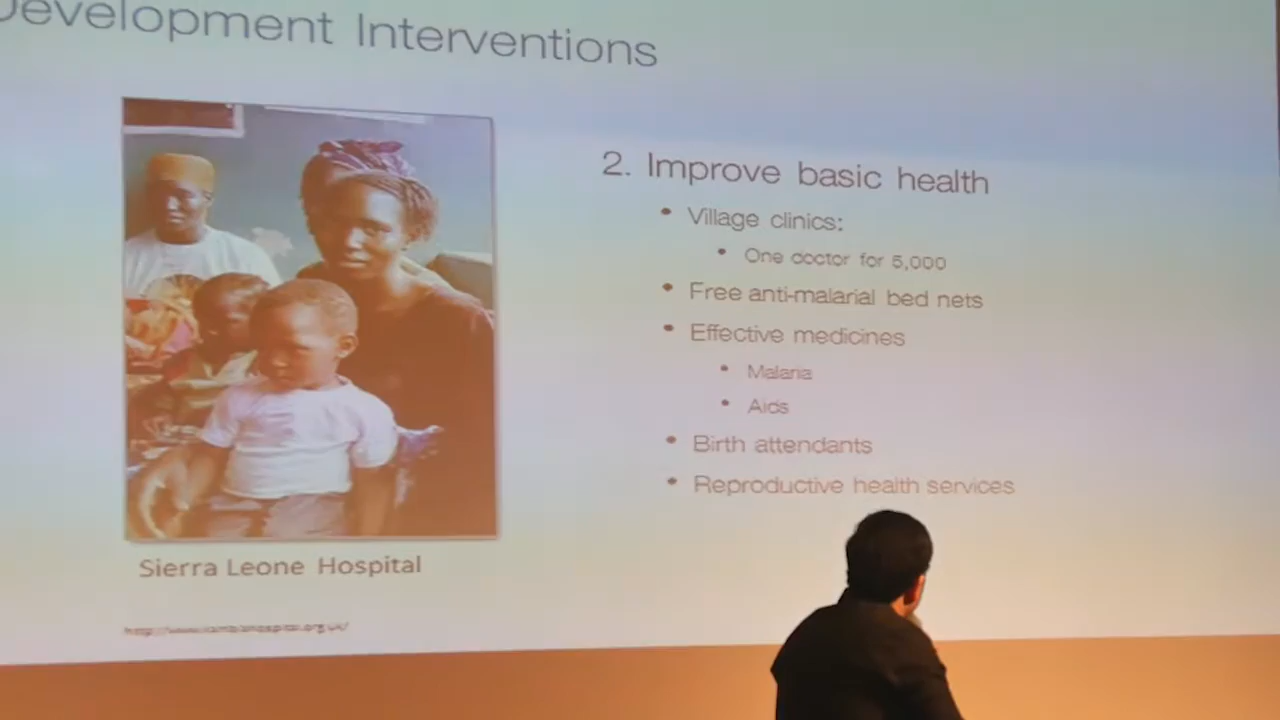 Development Interventions
2. Improve basic health
• Village clinics:
• One doctor for 5,000
• Free anti-malarial bed nets
• Effective medicines
• Malaria
• Aids
• Birth attendants
• Reproductive health services
Sierra Leone Hospital